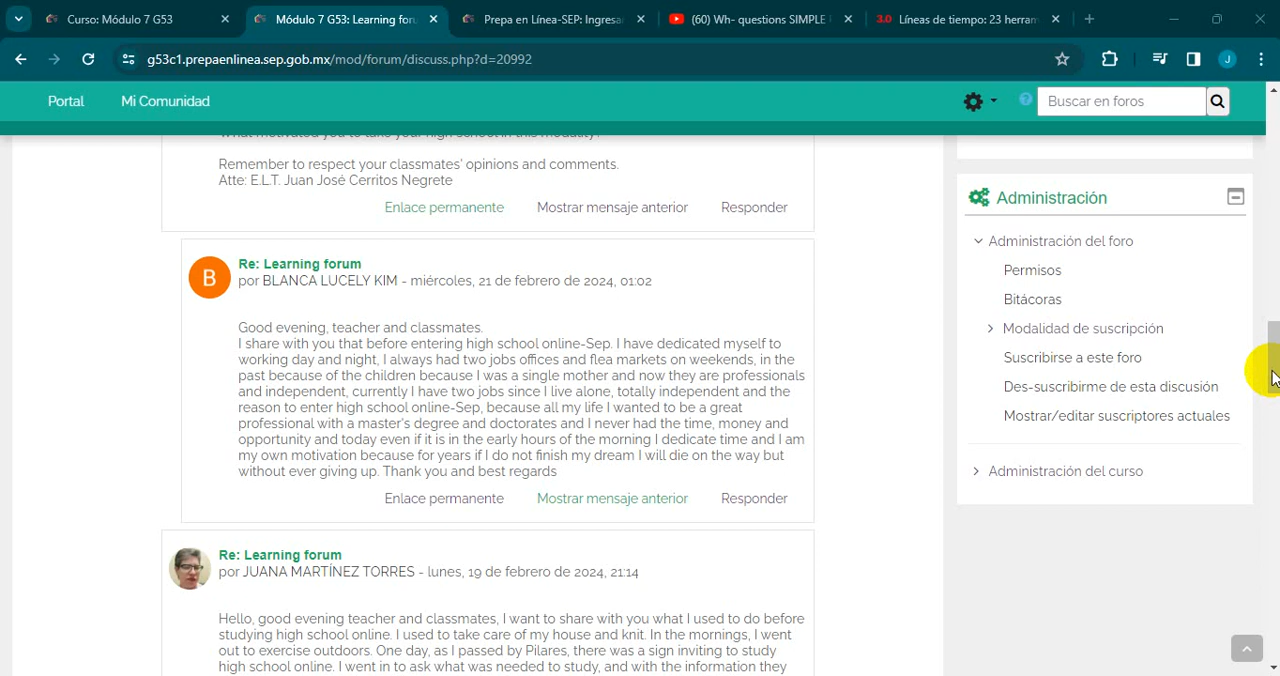 Curso: Módulo 7 G53
Módulo 7 G53: Learning foru
Prepa en Línea-SEP: Ingresa
(60) Wh- questions SIMPLE
3.0 Líneas de tiempo: 23 herram
g53c1.prepaenlinea.sep.gob.mx/mod/forum/discuss.php?d=20992
J
Portal
Mi Comunidad
Buscar en foros
What motivated you to take your high school in this modality?
Remember to respect your classmates' opinions and comments.
Atte: E.L.T. Juan José Cerritos Negrete
Enlace permanente Mostrar mensaje anterior Responder
B
Re: Learning forum
por BLANCA LUCELY KIM - miércoles, 21 de febrero de 2024, 01:02
Good evening, teacher and classmates.
I share with you that before entering high school online-Sep. I have dedicated myself to
working day and night, I always had two jobs offices and flea markets on weekends, in the
past because of the children because I was a single mother and now they are professionals
and independent, currently I have two jobs since I live alone, totally independent and the
reason to enter high school online-Sep, because all my life I wanted to be a great
professional with a master's degree and doctorates and I never had the time, money and
opportunity and today even if it is in the early hours of the morning I dedicate time and I am
my own motivation because for years if I do not finish my dream I will die on the way but
without ever giving up. Thank you and best regards
Enlace permanente Mostrar mensaje anterior Responder
Re: Learning forum
por JUANA MARTÍNEZ TORRES - lunes, 19 de febrero de 2024, 21:14
Hello, good evening teacher and classmates, I want to share with you what I used to do before
studying high school online. I used to take care of my house and knit. In the mornings, I went
out to exercise outdoors. One day, as I passed by Pilares, there was a sign inviting to study
high school online. I went in to ask what was needed to study, and with the information they
Administración
Administración del foro
Permisos
Bitácoras
Modalidad de suscripción
Suscribirse a este foro
Des-suscribirme de esta discusión
Mostrar/editar suscriptores actuales
Administración del curso